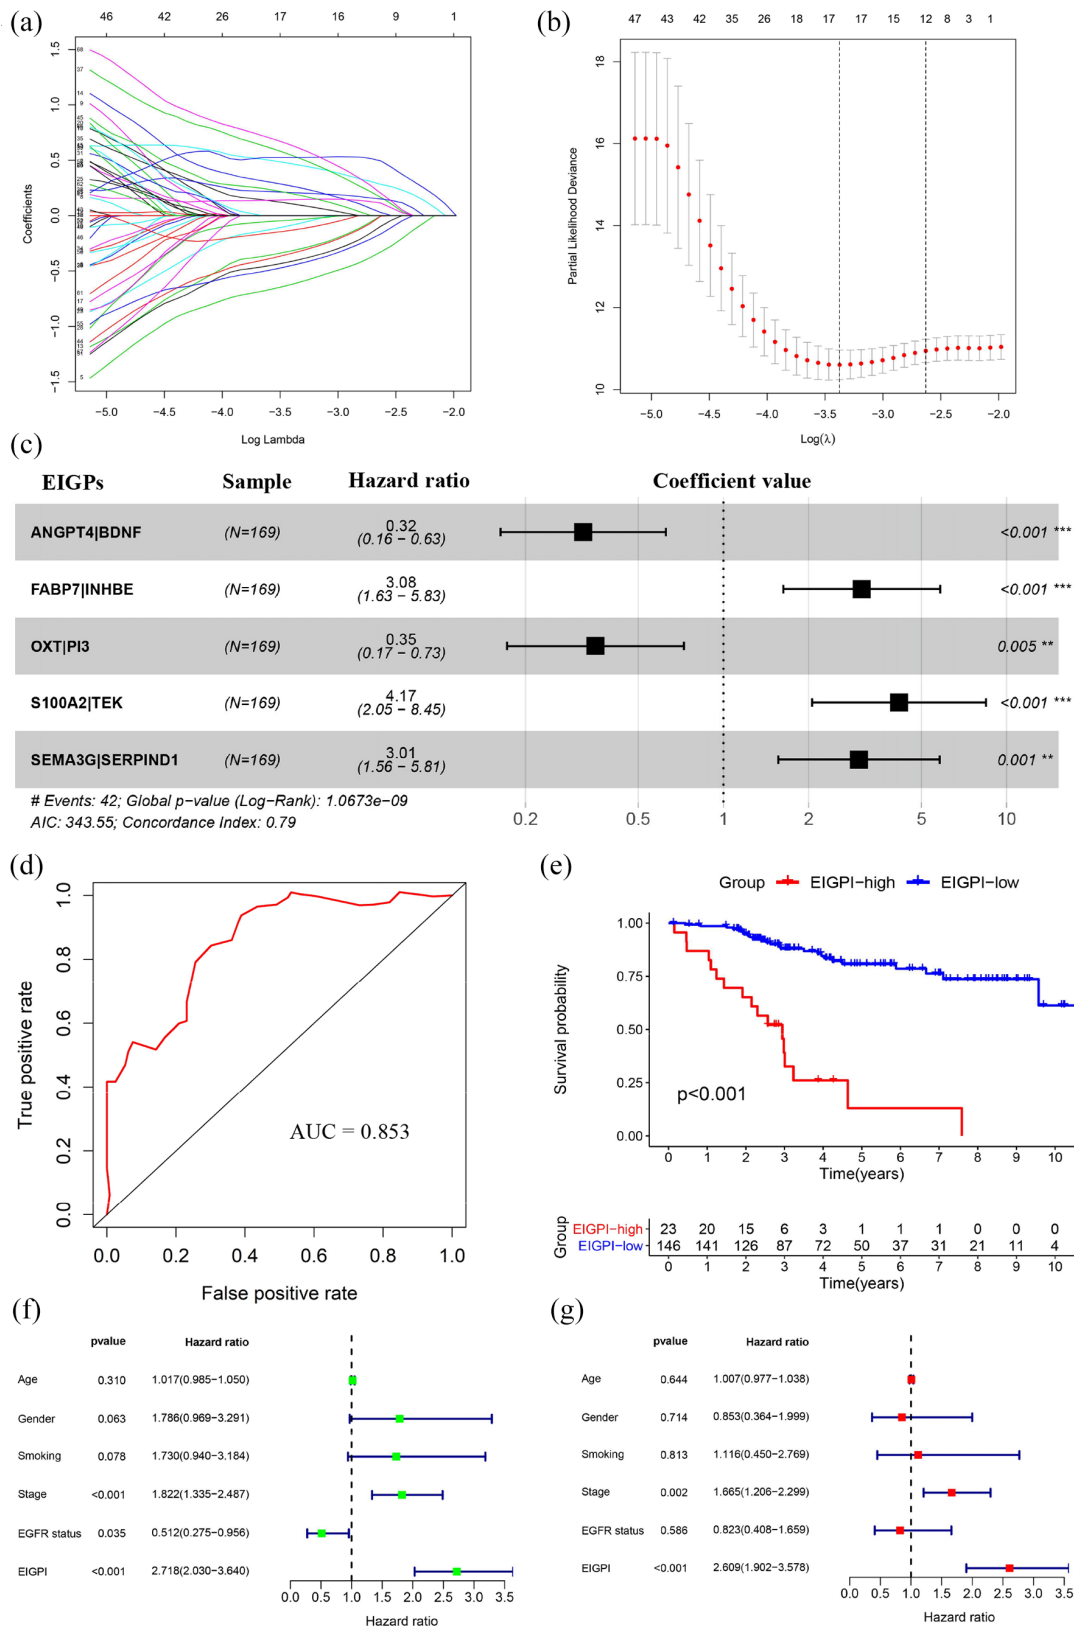 (a)
46 42 26 17 16 9 1
Coefficients
1.5
1.0
0.5
0.0
−0.5
−1.0
−1.5
−5.0 −4.5 −4.0 −3.5 −3.0 −2.5 −2.0
Log Lambda
(b)
47 43 42 35 26 18 17 17 15 12 8 3 1
Partial Likelihood Deviance
18
16
14
12
10
−5.0 −4.5 −4.0 −3.5 −3.0 −2.5 −2.0
Log(λ)
(c)
EIGPs Sample Hazard ratio Coefficient value
ANGPT4|BDNF (N=169) 0.32 (0.16 − 0.63) <0.001 ***
FABP7|INHBE (N=169) 3.08 (1.63 − 5.83) <0.001 ***
OXT|PI3 (N=169) 0.35 (0.17 − 0.73) 0.005 **
S100A2|TEK (N=169) 4.17 (2.05 − 8.45) <0.001 ***
SEMA3G|SERPIND1 (N=169) 3.01 (1.56 − 5.81) 0.001 **
# Events: 42; Global p−value (Log−Rank): 1.0673e−09
AIC: 343.55; Concordance Index: 0.79
0.2 0.5 1 2 5 10
(d)
True positive rate
1.0
0.8
0.6
0.4
0.2
0.0
AUC = 0.853
0.0 0.2 0.4 0.6 0.8 1.0
False positive rate
(e)
Group EIGPI−high EIGPI−low
Survival probability
1.00
0.75
0.50
0.25
0.00
p<0.001
0 1 2 3 4 5 6 7 8 9 10
Time(years)
Group
EIGPI−high 23 20 15 6 3 1 1 1 0 0 0
EIGPI−low 146 141 126 87 72 50 37 31 21 11 4
0 1 2 3 4 5 6 7 8 9 10
Time(years)
(f)
pvalue Hazard ratio
Age 0.310 1.017(0.985−1.050)
Gender 0.063 1.786(0.969−3.291)
Smoking 0.078 1.730(0.940−3.184)
Stage <0.001 1.822(1.335−2.487)
EGFR status 0.035 0.512(0.275−0.956)
EIGPI <0.001 2.718(2.030−3.640)
0.0 0.5 1.0 1.5 2.0 2.5 3.0 3.5
Hazard ratio
(g)
pvalue Hazard ratio
Age 0.644 1.007(0.977−1.038)
Gender 0.714 0.853(0.364−1.999)
Smoking 0.813 1.116(0.450−2.769)
Stage 0.002 1.665(1.206−2.299)
EGFR status 0.586 0.823(0.408−1.659)
EIGPI <0.001 2.609(1.902−3.578)
0.0 0.5 1.0 1.5 2.0 2.5 3.0 3.5
Hazard ratio